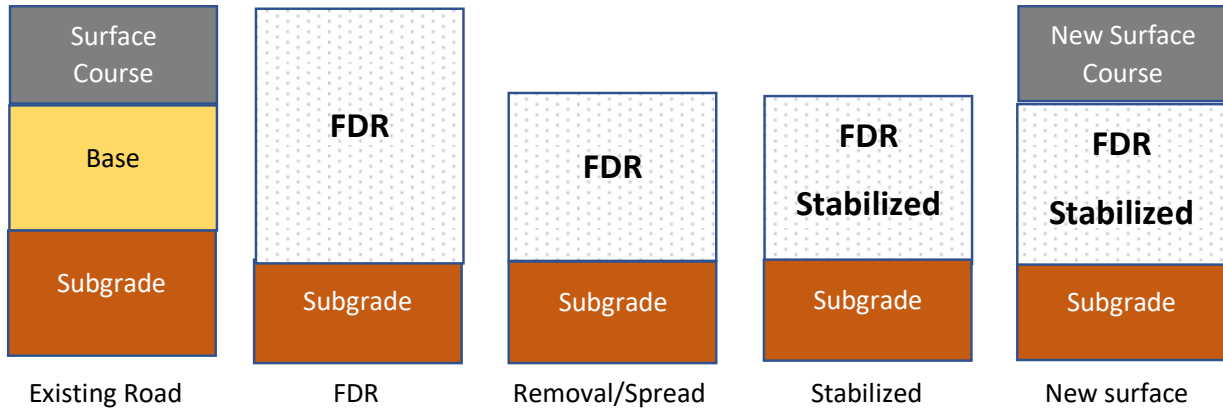 Surface
Course
Base
Subgrade
Existing Road
FDR
Subgrade
FDR
FDR
Subgrade
Removal/Spread
FDR
Stabilized
Subgrade
Stabilized
New Surface
Course
FDR
Stabilized
Subgrade
New surface